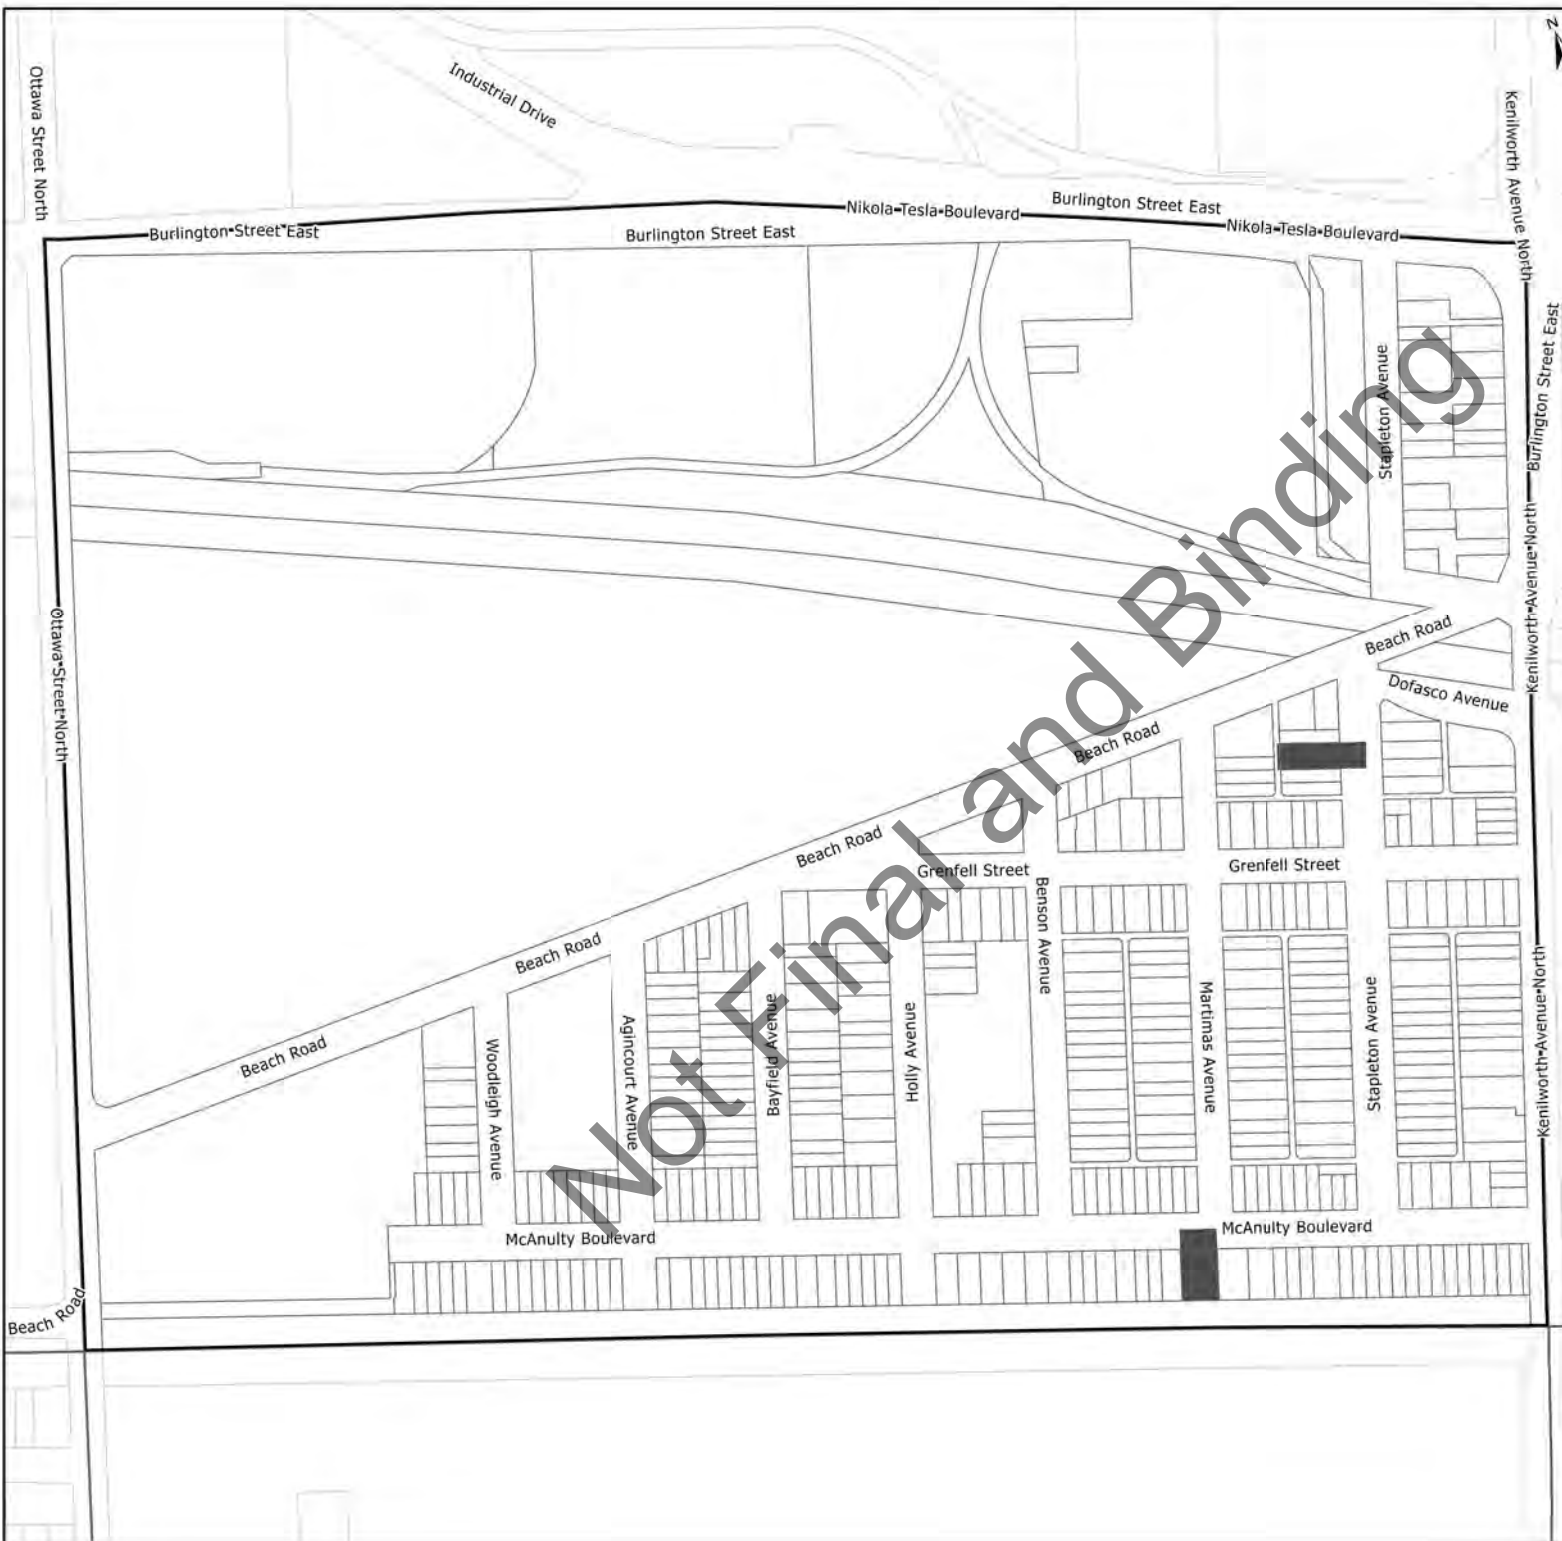 Z
Ottawa Street North
Industrial Drive
Kenilworth Avenue North
Burlington Street East
Nikola-Tesla-Boulevard
Burlington Street East
Burlington Street East
Nikola-Tesla-Boulevard
Burlington Street East
Stapleton Avenue
Kenilworth-Avenue-North
Ottawa-Street-North
Beach Road
Dofasco Avenue
Beach Road
Beach Road
Grenfell Street
Grenfell Street
Benson Avenue
Beach Road
Beach Road
Woodleigh Avenue
Agincourt Avenue
Bayfield Avenue
Holly Avenue
Martimas Avenue
Stapleton Avenue
Kenilworth-Avenue-North
McAnulty Boulevard
McAnulty Boulevard
Beach Road
Not Final and Binding